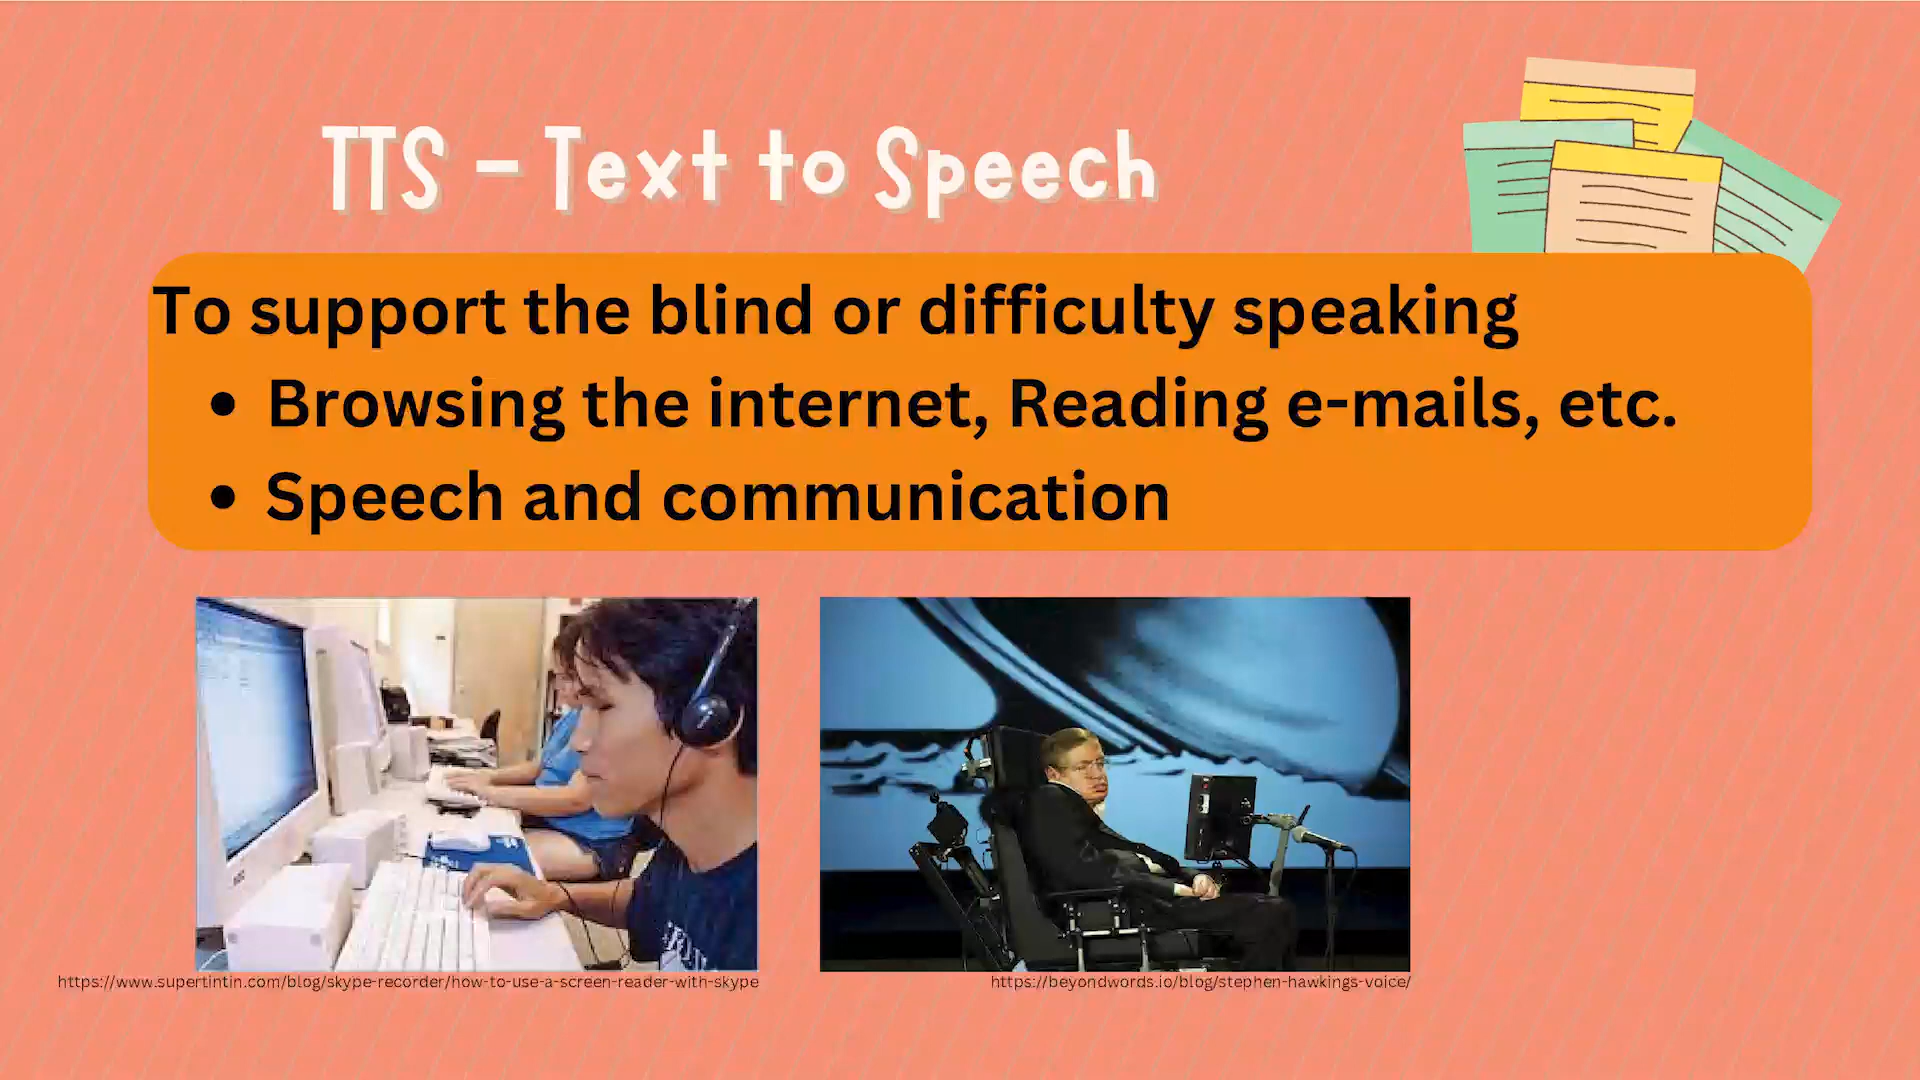 TTS - Text to Speech
To support the blind or difficulty speaking
• Browsing the internet, Reading e-mails, etc.
• Speech and communication
https://www.supertintin.com/blog/skype-recorder/how-to-use-a-screen-reader-with-skype
https://beyondwords.io/blog/stephen-hawkings-voice/